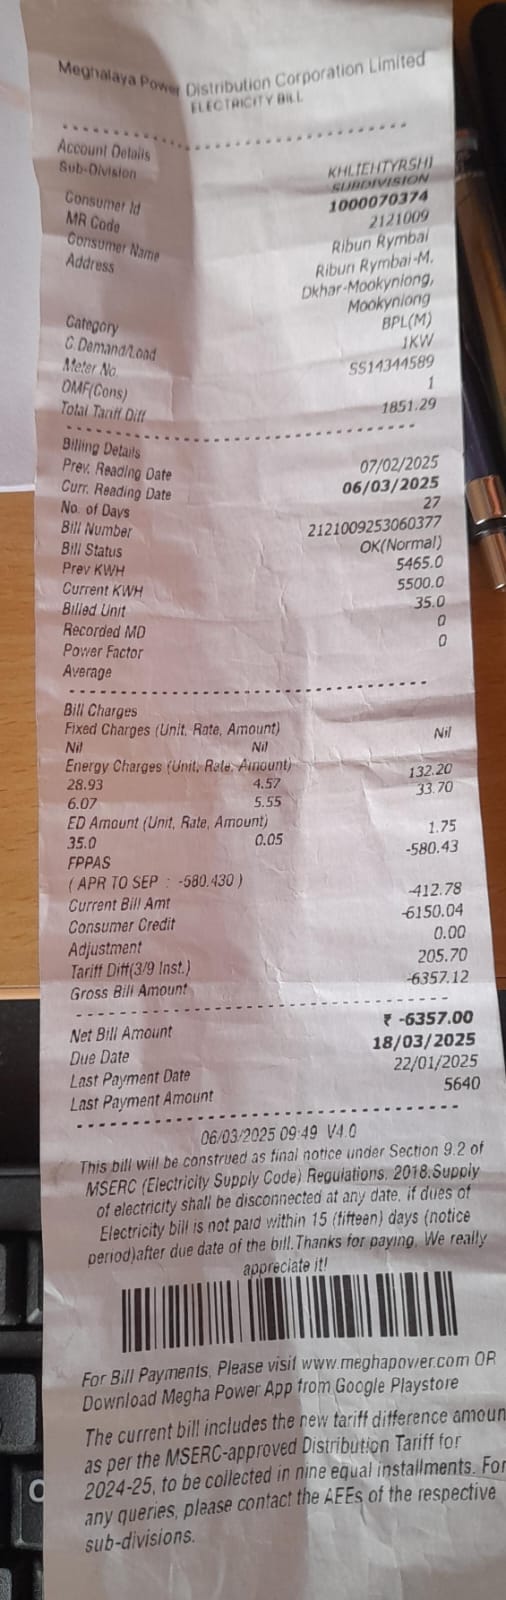 Meghalaya Power Distribution Corporation Limited
ELECTRICITY BILL
Account Details
Sub-Division KHLIEHTYRSHI SUBDIVISION
Consumer Id 1000070374
MR Code 2121009
Consumer Name Ribun Rymbai
Address Ribun Rymbai-M,
Dkhar-Mookyniong,
Mookyniong
Category BPL(M)
C.Demand/Load 1KW
Meter No. SS14344589
OMF(Cons) 1
Total Tariff Diff 1851.29
Billing Details
Prev. Reading Date 07/02/2025
Curr. Reading Date 06/03/2025
No. of Days 27
Bill Number 2121009253060377
Bill Status OK(Normal)
Prev KWH 5465.0
Current KWH 5500.0
Billed Unit 35.0
Recorded MD 0
Power Factor 0
Average
Bill Charges
Fixed Charges (Unit, Rate, Amount)
Nil Nil Nil
Energy Charges (Unit, Rate, Amount)
28.93 4.57 132.20
6.07 5.55 33.70
ED Amount (Unit, Rate, Amount)
35.0 0.05 1.75
FPPAS -580.43
( APR TO SEP : -580.430 )
Current Bill Amt -412.78
Consumer Credit -6150.04
Adjustment 0.00
Tariff Diff(3/9 Inst.) 205.70
Gross Bill Amount -6357.12
Net Bill Amount ₹ -6357.00
Due Date 18/03/2025
Last Payment Date 22/01/2025
Last Payment Amount 5640
06/03/2025 09:49 V4.0
This bill will be construed as final notice under Section 9.2 of
MSERC (Electricity Supply Code) Regulations, 2018.Supply
of electricity shall be disconnected at any date, if dues of
Electricity bill is not paid within 15 (fifteen) days (notice
period)after due date of the bill.Thanks for paying. We really
appreciate it!
For Bill Payments, Please visit www.meghapower.com OR
Download Megha Power App from Google Playstore
The current bill includes the new tariff difference amoun
as per the MSERC-approved Distribution Tariff for
2024-25, to be collected in nine equal installments. For
any queries, please contact the AEEs of the respective
sub-divisions.